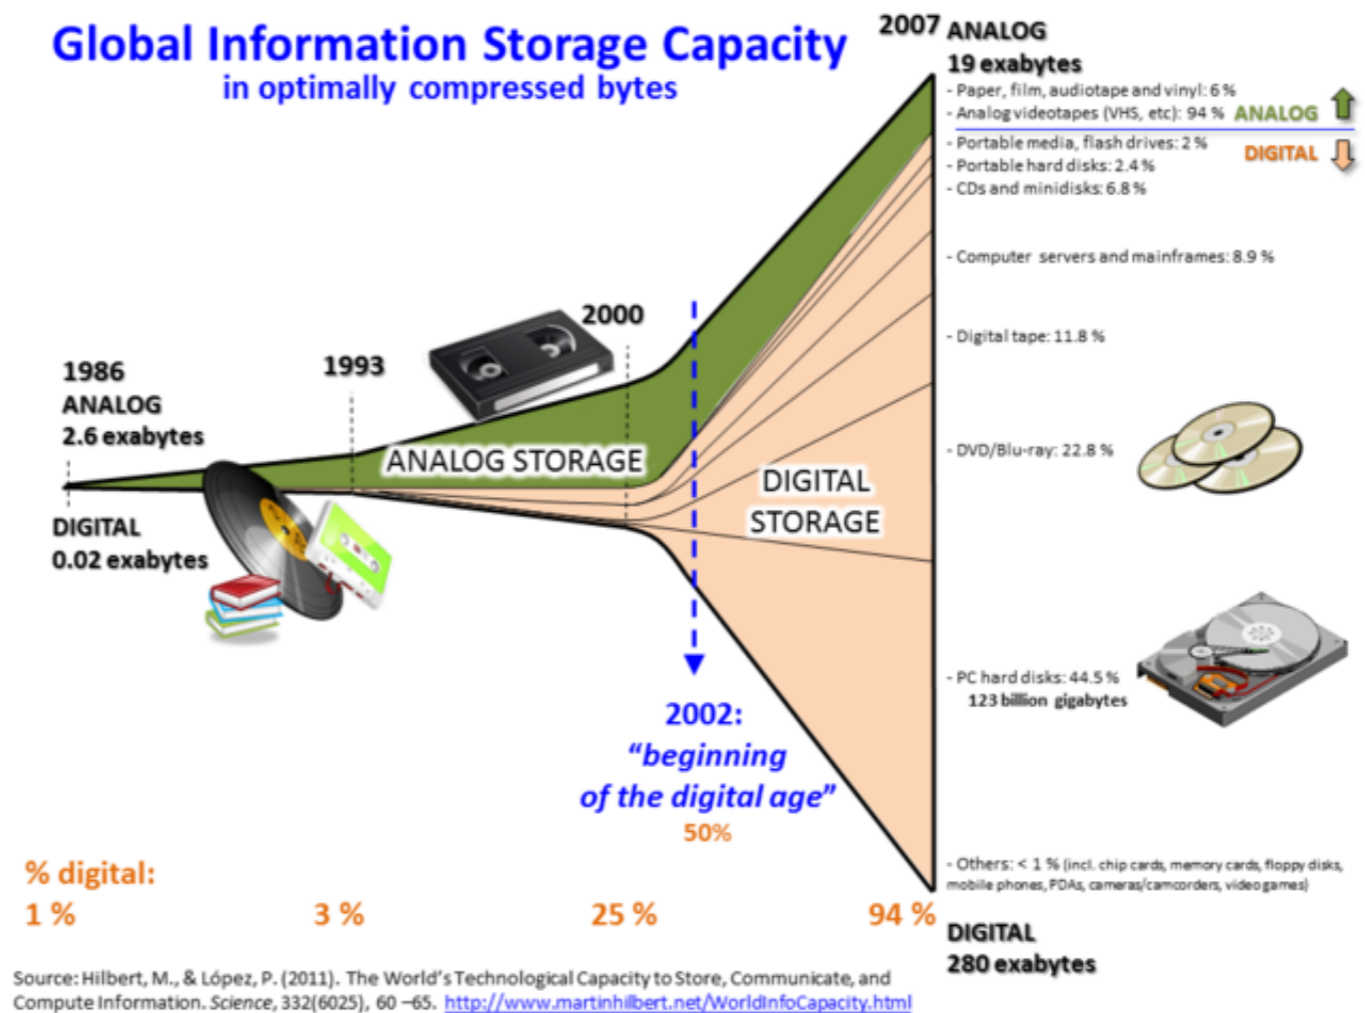 Global Information Storage Capacity
in optimally compressed bytes
2007
ANALOG
19 exabytes
- Paper, film, audiotape and vinyl: 6 %
- Analog videotapes (VHS, etc): 94 %
ANALOG
- Portable media, flash drives: 2 %
DIGITAL
- Portable hard disks: 2.4 %
- CDs and minidisks: 6.8 %
- Computer servers and mainframes: 8.9 %
- Digital tape: 11.8 %
- DVD/Blu-ray: 22.8 %
- PC hard disks: 44.5 %
123 billion gigabytes
- Others: < 1 % (incl. chip cards, memory cards, floppy disks,
mobile phones, PDAs, cameras/camcorders, video games)
DIGITAL
280 exabytes
1986
ANALOG
2.6 exabytes
DIGITAL
0.02 exabytes
1993
2000
ANALOG STORAGE
DIGITAL
STORAGE
2002:
"beginning
of the digital age"
50%
% digital:
1 %
3 %
25 %
94 %
Source: Hilbert, M., & López, P. (2011). The World's Technological Capacity to Store, Communicate, and
Compute Information. Science, 332(6025), 60 –65. http://www.martinhilbert.net/WorldInfoCapacity.html